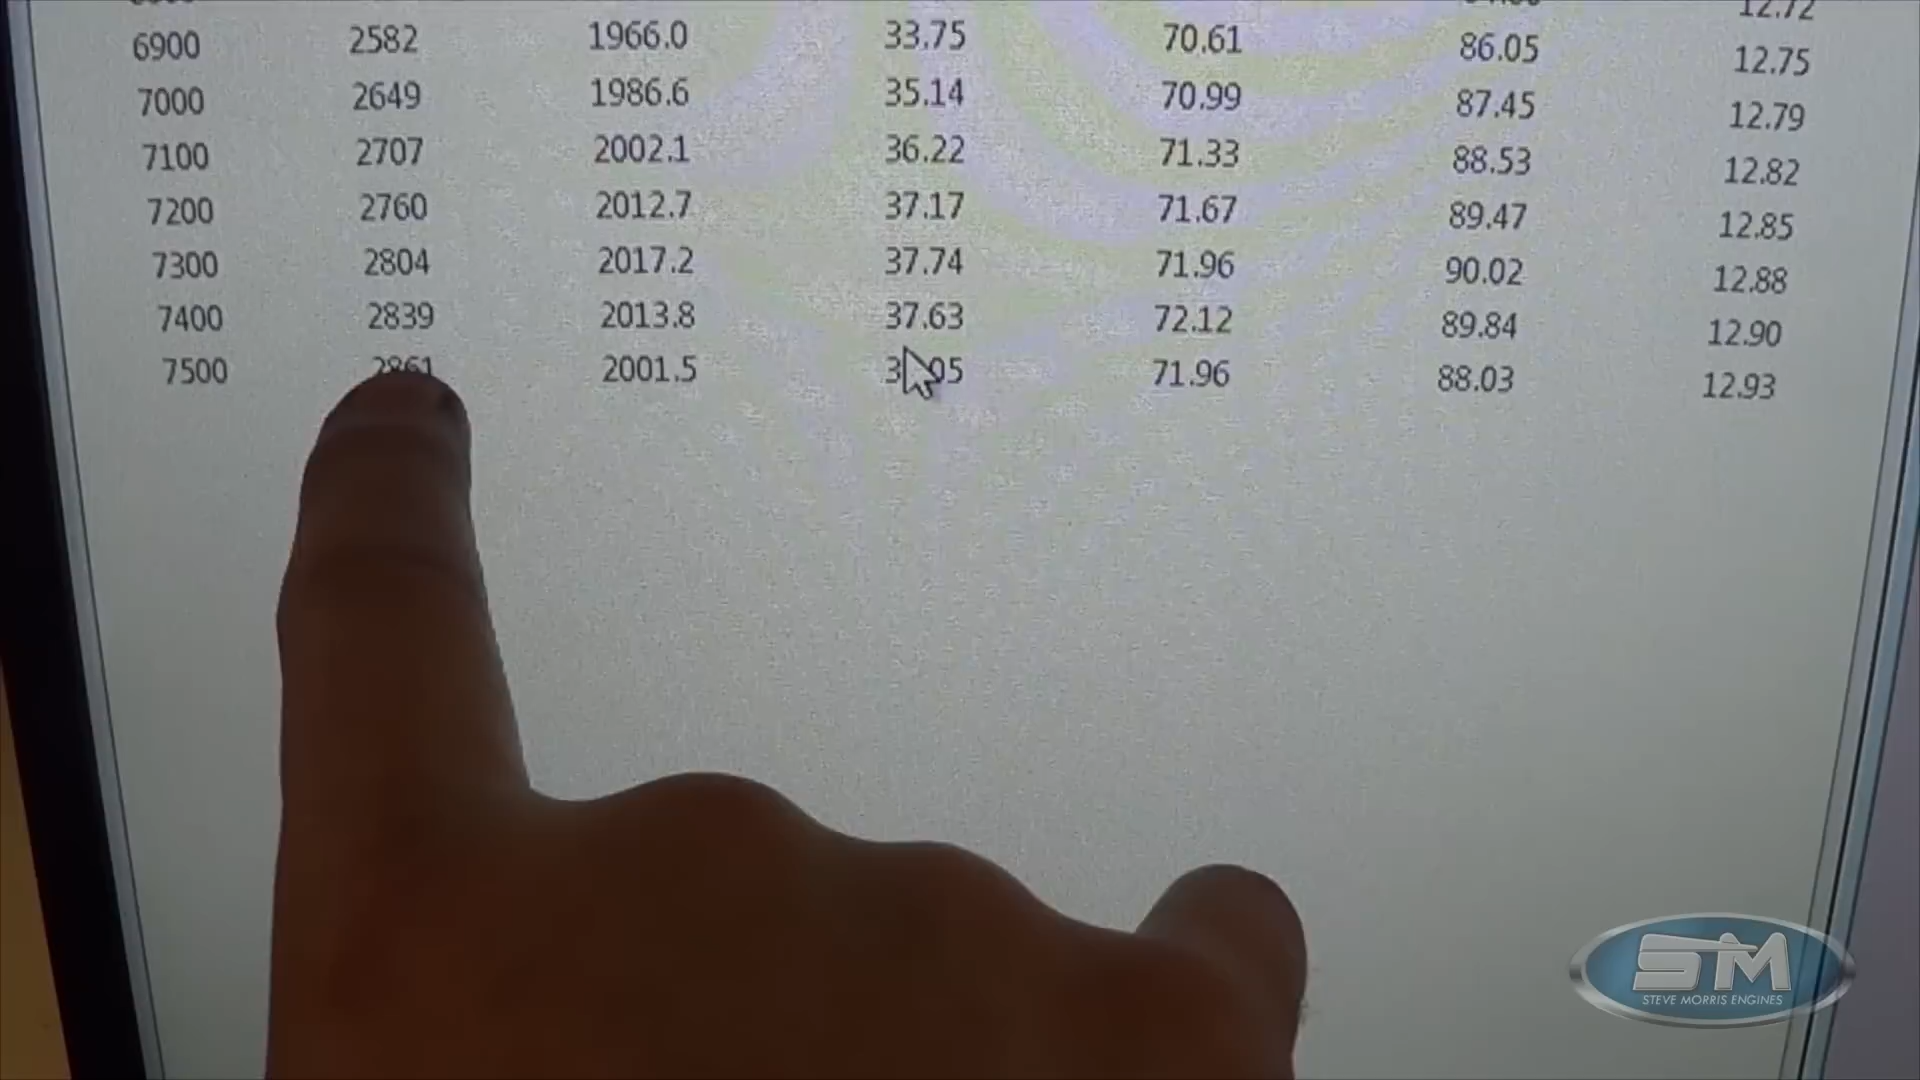 6900 2582 1966.0 33.75 70.61 86.05 12.72
7000 2649 1986.6 35.14 70.99 87.45 12.75
7100 2707 2002.1 36.22 71.33 88.53 12.79
7200 2760 2012.7 37.17 71.67 89.47 12.82
7300 2804 2017.2 37.74 71.96 90.02 12.85
7400 2839 2013.8 37.63 72.12 89.84 12.88
7500 2861 2001.5 71.96 88.03 12.90
12.93
SM
STEVE MORRIS ENGINES